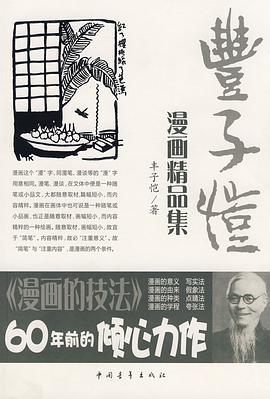 豐子愷
漫画精品集
丰子恺/著
红了樱桃绿了芭蕉
TK
漫画这个“漫”字,同漫笔、漫谈等的“漫”字
用意相同。漫笔、漫谈,在文体中便是一种随
笔或小品文,大都随意取材,篇幅短小,而内
容精粹。漫画在画体中也可说是一种随笔或
小品画,也正是随意取材,画幅短小,而内容
精粹的一种绘画。随意取材,画幅短小,故宜
于“简笔”。内容精粹,故必“注重意义”。故
“简笔”与“注重内容”,是漫画的两个条件。
《漫画的技法》
漫画的意义 写实法
漫画的由来 假象法
漫画的种类 点睛法
漫画的学程 夸张法
60年前的倾心力作
中国青年出版社